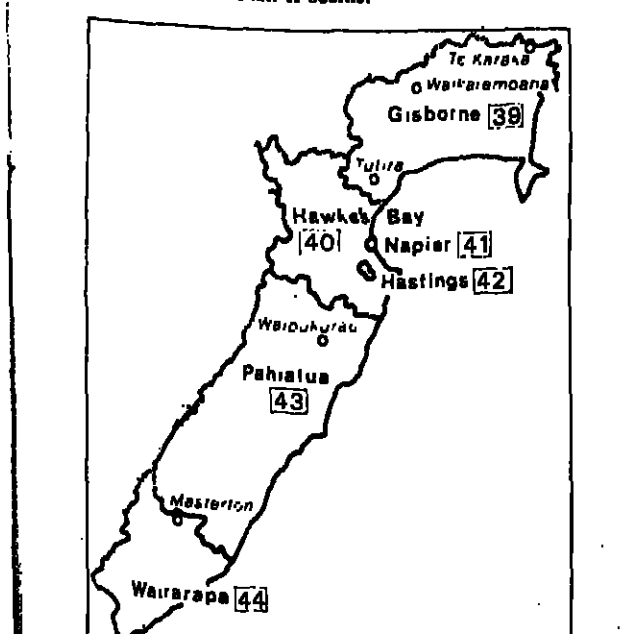 Te Karaka
Waikaremoana
Gisborne 39
Tutira
Hawke's Bay
40
Napier 41
Hastings 42
Waipukurau
Pahiatua
43
Masterton
Wairarapa 44